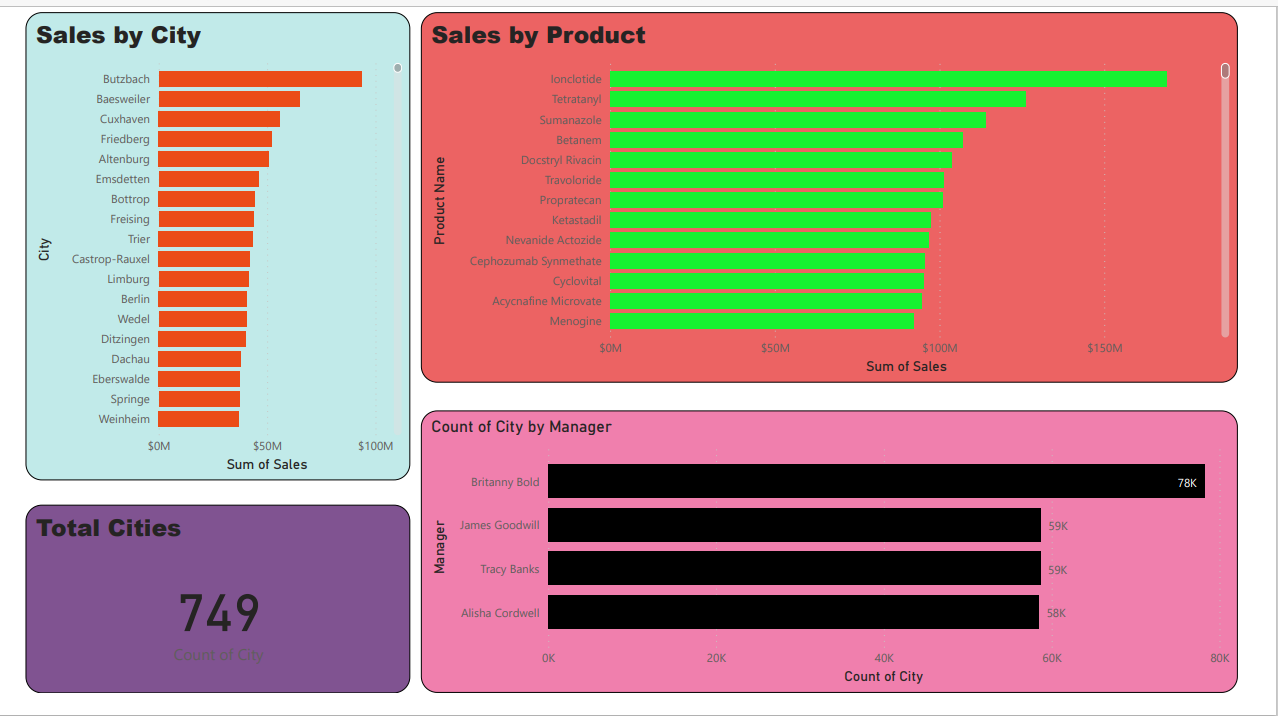 Sales by City
City
Butzbach
Baesweiler
Cuxhaven
Friedberg
Altenburg
Emsdetten
Bottrop
Freising
Trier
Castrop-Rauxel
Limburg
Berlin
Wedel
Ditzingen
Dachau
Eberswalde
Springe
Weinheim
$0M $50M $100M
Sum of Sales
Sales by Product
Product Name
Ionclotide
Tetratanyl
Sumanazole
Betanem
Docstryl Rivacin
Travoloride
Propratecan
Ketastadil
Nevanide Actozide
Cephozumab Synmethate
Cyclovital
Acycnafine Microvate
Menogine
$0M $50M $100M $150M
Sum of Sales
Total Cities
749
Count of City
Count of City by Manager
Manager
Britanny Bold 78K
James Goodwill 59K
Tracy Banks 59K
Alisha Cordwell 58K
0K 20K 40K 60K 80K
Count of City